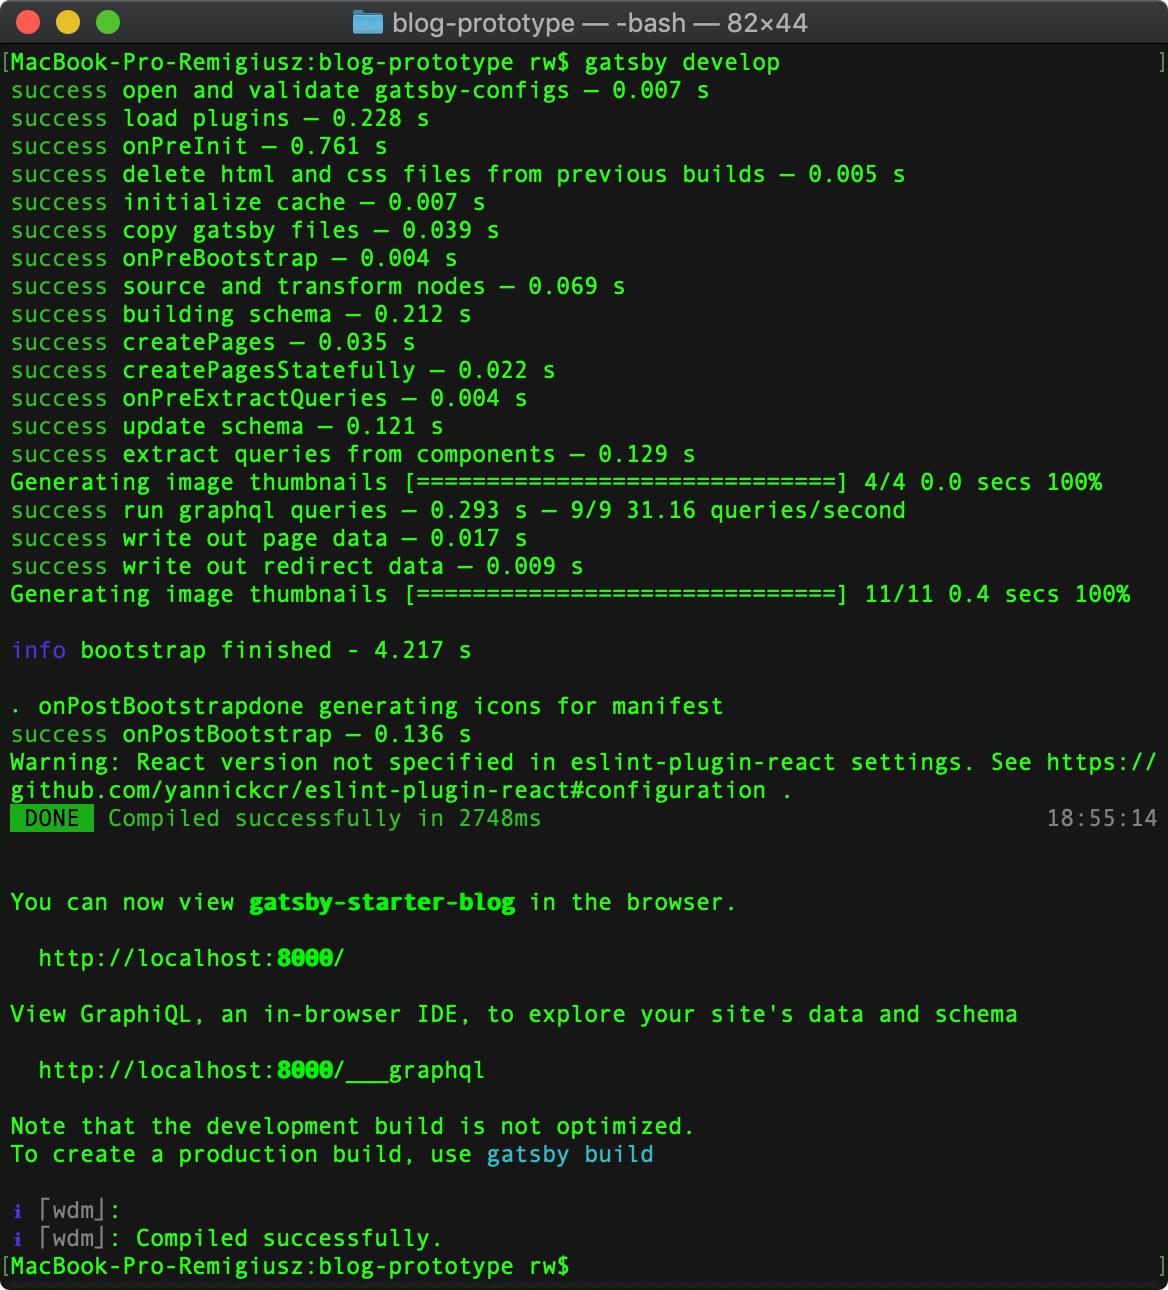 blog-prototype — -bash — 82×44
[MacBook-Pro-Remigiusz:blog-prototype rw$ gatsby develop ]
success open and validate gatsby-configs — 0.007 s
success load plugins — 0.228 s
success onPreInit — 0.761 s
success delete html and css files from previous builds — 0.005 s
success initialize cache — 0.007 s
success copy gatsby files — 0.039 s
success onPreBootstrap — 0.004 s
success source and transform nodes — 0.069 s
success building schema — 0.212 s
success createPages — 0.035 s
success createPagesStatefully — 0.022 s
success onPreExtractQueries — 0.004 s
success update schema — 0.121 s
success extract queries from components — 0.129 s
Generating image thumbnails [==============================] 4/4 0.0 secs 100%
success run graphql queries — 0.293 s — 9/9 31.16 queries/second
success write out page data — 0.017 s
success write out redirect data — 0.009 s
Generating image thumbnails [==============================] 11/11 0.4 secs 100%
info bootstrap finished - 4.217 s
. onPostBootstrapdone generating icons for manifest
success onPostBootstrap — 0.136 s
Warning: React version not specified in eslint-plugin-react settings. See https://
github.com/yannickcr/eslint-plugin-react#configuration .
DONE Compiled successfully in 2748ms 18:55:14
You can now view gatsby-starter-blog in the browser.
http://localhost:8000/
View GraphiQL, an in-browser IDE, to explore your site's data and schema
http://localhost:8000/___graphql
Note that the development build is not optimized.
To create a production build, use gatsby build
ℹ ｢wdm｣:
ℹ ｢wdm｣: Compiled successfully.
[MacBook-Pro-Remigiusz:blog-prototype rw$ ]